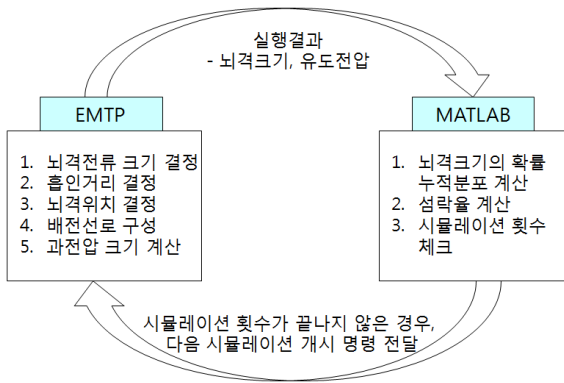 실행결과
- 뇌격크기, 유도전압
EMTP
1. 뇌격전류 크기 결정
2. 흡인거리 결정
3. 뇌격위치 결정
4. 배전선로 구성
5. 과전압 크기 계산
MATLAB
1. 뇌격크기의 확률
누적분포 계산
2. 섬락율 계산
3. 시뮬레이션 횟수
체크
시뮬레이션 횟수가 끝나지 않은 경우,
다음 시뮬레이션 개시 명령 전달